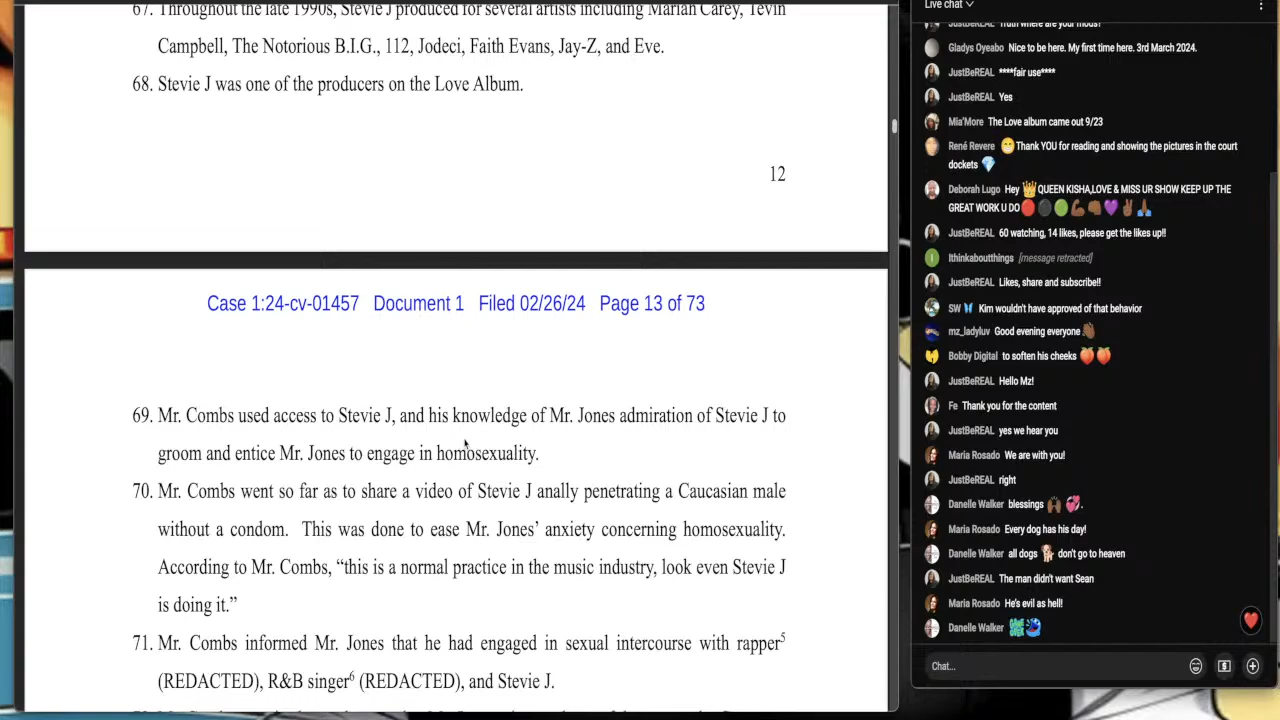 67. Throughout the late 1990s, Stevie J produced for several artists including Mariah Carey, Tevin
Campbell, The Notorious B.I.G., 112, Jodeci, Faith Evans, Jay-Z, and Eve.
68. Stevie J was one of the producers on the Love Album.
12
Case 1:24-cv-01457 Document 1 Filed 02/26/24 Page 13 of 73
69. Mr. Combs used access to Stevie J, and his knowledge of Mr. Jones admiration of Stevie J to
groom and entice Mr. Jones to engage in homosexuality.
70. Mr. Combs went so far as to share a video of Stevie J anally penetrating a Caucasian male
without a condom. This was done to ease Mr. Jones’ anxiety concerning homosexuality.
According to Mr. Combs, “this is a normal practice in the music industry, look even Stevie J
is doing it.”
71. Mr. Combs informed Mr. Jones that he had engaged in sexual intercourse with rapper5
(REDACTED), R&B singer6 (REDACTED), and Stevie J.
Live chat
JustBeREAL Truth where are your mods?
Gladys Oyeabo Nice to be here. My first time here. 3rd March 2024.
JustBeREAL ****fair use****
JustBeREAL Yes
Mia'More The Love album came out 9/23
René Revere 😁Thank YOU for reading and showing the pictures in the court
dockets 💎
Deborah Lugo Hey 👑QUEEN KISHA,LOVE & MISS UR SHOW KEEP UP THE
GREAT WORK U DO
JustBeREAL 60 watching, 14 likes, please get the likes up!!
I
Ithinkaboutthings [message retracted]
JustBeREAL Likes, share and subscribe!!
SW 🦋 Kim wouldn't have approved of that behavior
mz_ladyluv Good evening everyone
Bobby Digital to soften his cheeks 🍑🍑
JustBeREAL Hello Mz!
Fe Thank you for the content
JustBeREAL yes we hear you
Maria Rosado We are with you!
JustBeREAL right
Danelle Walker blessings .
Maria Rosado Every dog has his day!
Danelle Walker all dogs 🐕 don't go to heaven
JustBeREAL The man didn't want Sean
Maria Rosado He's evil as hell!
Danelle Walker
Chat...